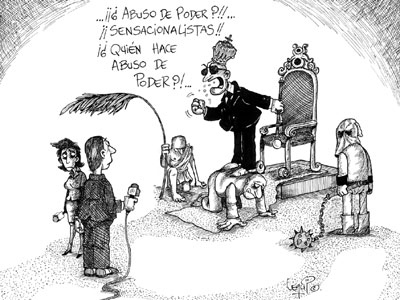 ...¡¡¿ABUSO DE PODER?!!...
¡¡SENSACIONALISTAS!!
¡¿QUIÉN HACE
ABUSO DE
PODER?!...